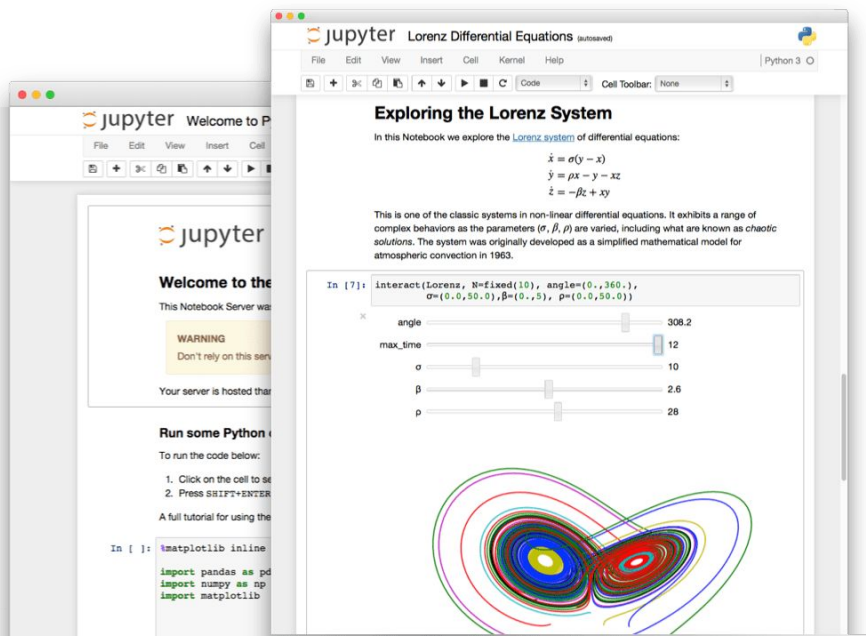 jupyter Lorenz Differential Equations (autosaved)
File Edit View Insert Cell Kernel Help Python 3
Code Cell Toolbar: None
Exploring the Lorenz System
In this Notebook we explore the Lorenz system of differential equations:
ẋ = σ(y − x)
ẏ = ρx − y − xz
ż = −βz + xy
This is one of the classic systems in non-linear differential equations. It exhibits a range of
complex behaviors as the parameters (σ, β, ρ) are varied, including what are known as chaotic
solutions. The system was originally developed as a simplified mathematical model for
atmospheric convection in 1963.
In [7]: interact(Lorenz, N=fixed(10), angle=(0.,360.),
σ=(0.0,50.0),β=(0.,5), ρ=(0.0,50.0))
angle 308.2
max_time 12
σ 10
β 2.6
ρ 28
jupyter Welcome to P
File Edit View Insert Cel
jupyter
Welcome to the
This Notebook Server was
WARNING
Don't rely on this serv
Your server is hosted than
Run some Python
To run the code below:
1. Click on the cell to se
2. Press SHIFT+ENTER
A full tutorial for using the
In [ ]: %matplotlib inline
import pandas as pd
import numpy as np
import matplotlib